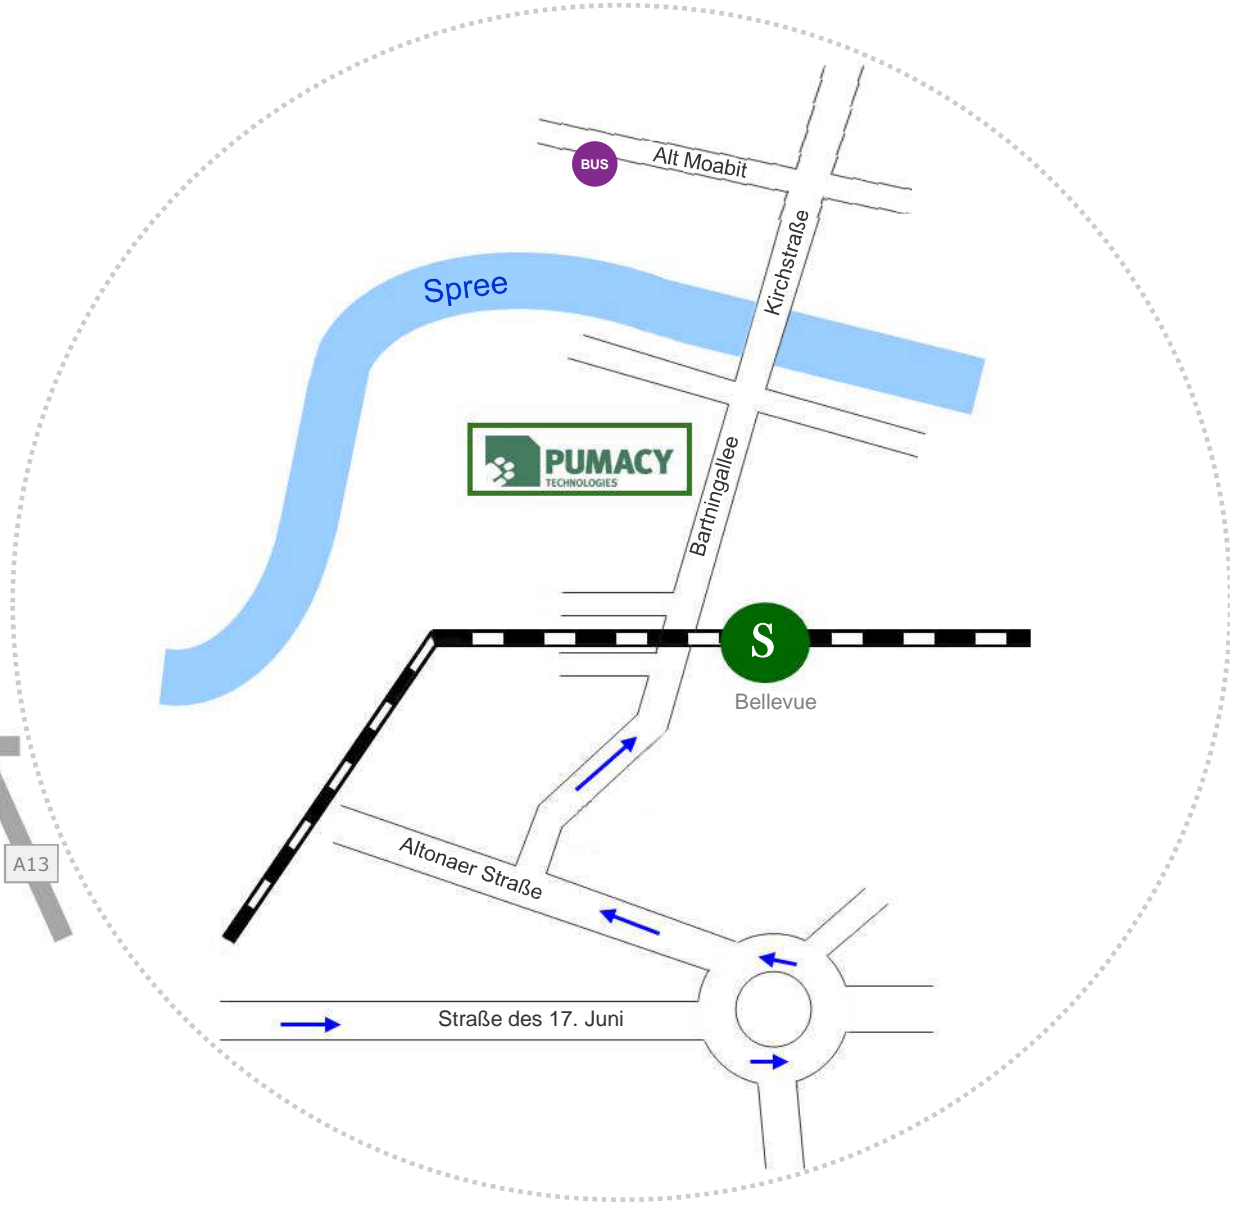 BUS
Alt Moabit
Kirchstraße
Spree
PUMACY
TECHNOLOGIES
Bartningallee
S
Bellevue
A13
Altonaer Straße
Straße des 17. Juni